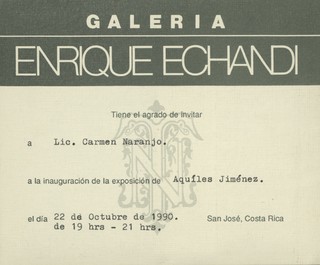 GALERIA
ENRIQUE ECHANDI
Tiene el agrado de Invitar
a Lic. Carmen Naranjo.
a la inauguración de la exposición de Aquíles Jiménez.
el día 22 de Octubre de 1990. San José, Costa Rica
de 19 hrs - 21 hrs.